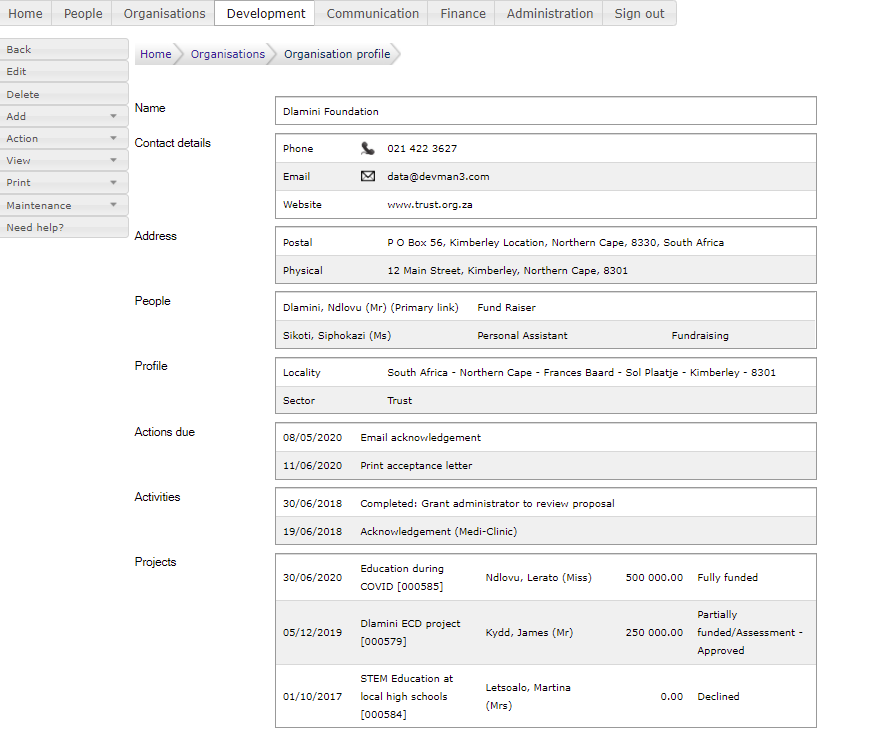 Home People Organisations Development Communication Finance Administration Sign out
Back
Edit
Delete
Add
Action
View
Print
Maintenance
Need help?
Home Organisations Organisation profile
Name
Dlamini Foundation
Contact details
Phone 021 422 3627
Email data@devman3.com
Website www.trust.org.za
Address
Postal P O Box 56, Kimberley Location, Northern Cape, 8330, South Africa
Physical 12 Main Street, Kimberley, Northern Cape, 8301
People
Dlamini, Ndlovu (Mr) (Primary link) Fund Raiser
Sikoti, Siphokazi (Ms) Personal Assistant Fundraising
Profile
Locality South Africa - Northern Cape - Frances Baard - Sol Plaatje - Kimberley - 8301
Sector Trust
Actions due
08/05/2020 Email acknowledgement
11/06/2020 Print acceptance letter
Activities
30/06/2018 Completed: Grant administrator to review proposal
19/06/2018 Acknowledgement (Medi-Clinic)
Projects
30/06/2020
Education during
COVID [000585]
Ndlovu, Lerato (Miss)
500 000.00
Fully funded
05/12/2019
Dlamini ECD project
[000579]
Kydd, James (Mr)
250 000.00
Partially
funded/Assessment -
Approved
01/10/2017
STEM Education at
local high schools
[000584]
Letsoalo, Martina
(Mrs)
0.00
Declined